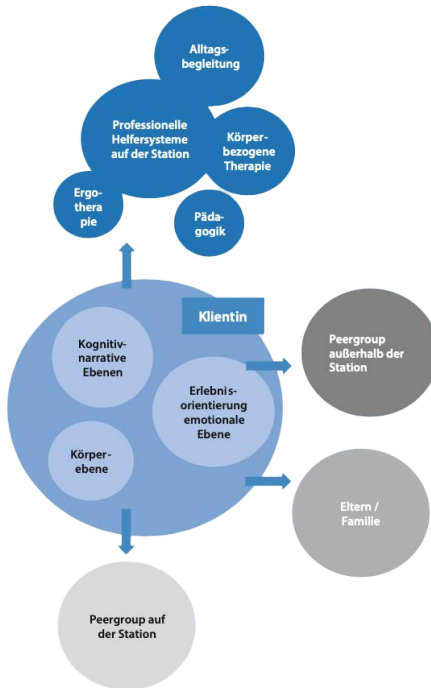 Alltags-
begleitung
Professionelle
Helfersysteme
auf der Station
Körper-
bezogene
Therapie
Ergo-
thera
pie
Päda-
gogik
Klientin
Kognitiv-
narrative
Ebenen
Erlebnis-
orientierung
emotionale
Ebene
Körper-
ebene
Peergroup
außerhalb der
Station
Eltern /
Familie
Peergroup auf
der Station